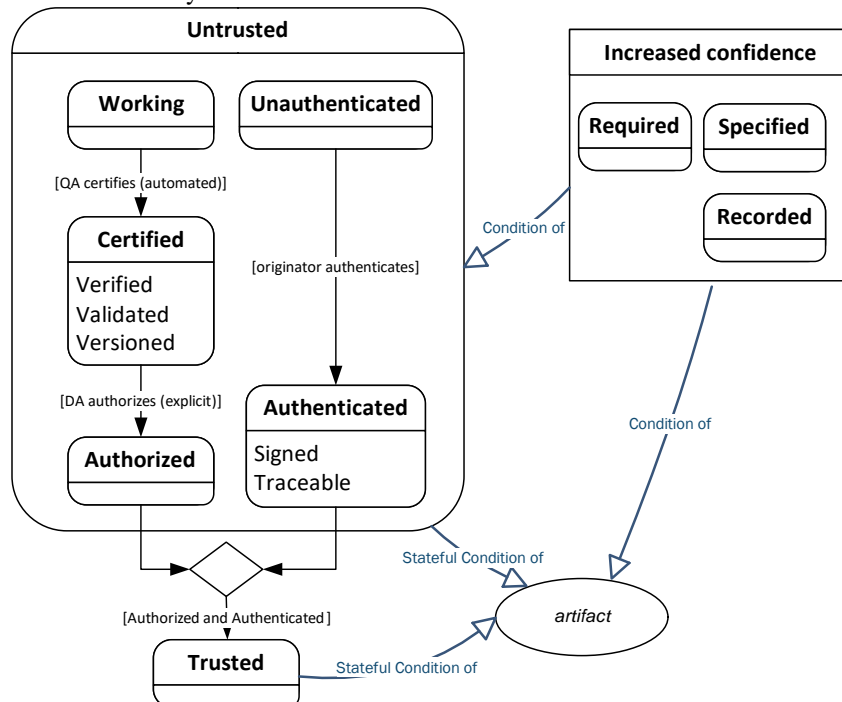 Untrusted
Increased confidence
Working
Unauthenticated
Required
Specified
[QA certifies (automated)]
Recorded
Certified
Condition of
Verified
Validated
Versioned
[originator authenticates]
[DA authorizes (explicit)]
Authenticated
Signed
Traceable
Condition of
Authorized
Stateful Condition of
[Authorized and Authenticated]
artifact
Trusted
Stateful Condition of